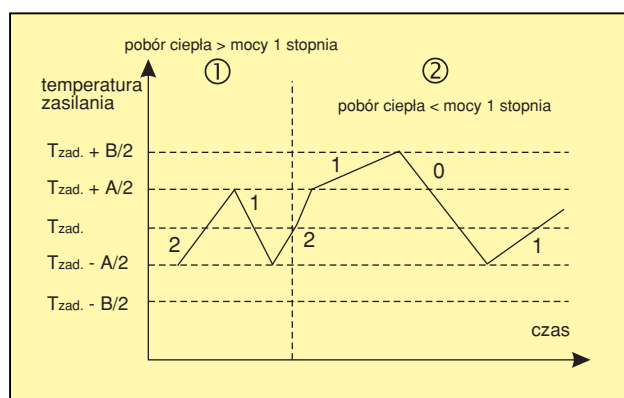 pobór ciepła > mocy 1 stopnia
① ②
temperatura
zasilania
pobór ciepła < mocy 1 stopnia
Tzad. + B/2
1 0
Tzad. + A/2
1
Tzad.
2 2 1
Tzad. - A/2
Tzad. - B/2
czas